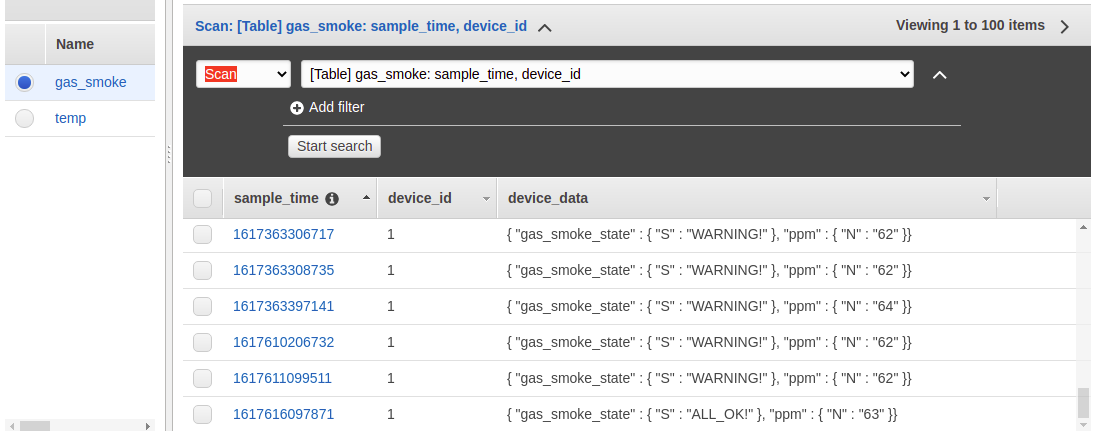 Name
gas_smoke
temp
Scan: [Table] gas_smoke: sample_time, device_id
Viewing 1 to 100 items
Scan
[Table] gas_smoke: sample_time, device_id
Add filter
Start search
sample_time device_id device_data
1617363306717 1 { "gas_smoke_state" : { "S" : "WARNING!" }, "ppm" : { "N" : "62" }}
1617363308735 1 { "gas_smoke_state" : { "S" : "WARNING!" }, "ppm" : { "N" : "62" }}
1617363397141 1 { "gas_smoke_state" : { "S" : "WARNING!" }, "ppm" : { "N" : "64" }}
1617610206732 1 { "gas_smoke_state" : { "S" : "WARNING!" }, "ppm" : { "N" : "62" }}
1617611099511 1 { "gas_smoke_state" : { "S" : "WARNING!" }, "ppm" : { "N" : "62" }}
1617616097871 1 { "gas_smoke_state" : { "S" : "ALL_OK!" }, "ppm" : { "N" : "63" }}